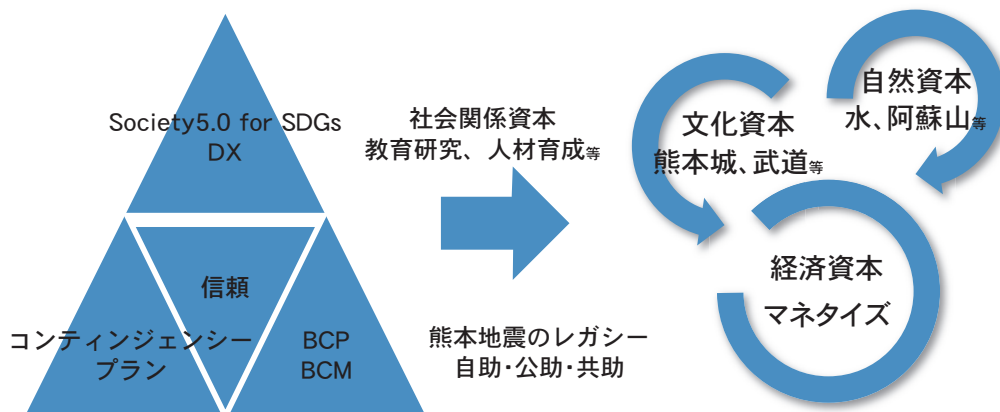 Society5.0 for SDGs
DX
信頼
コンティンジェンシー
プラン
BCP
BCM
社会関係資本
教育研究、人材育成等
熊本地震のレガシー
自助・公助・共助
文化資本
熊本城、武道等
自然資本
水、阿蘇山等
経済資本
マネタイズ